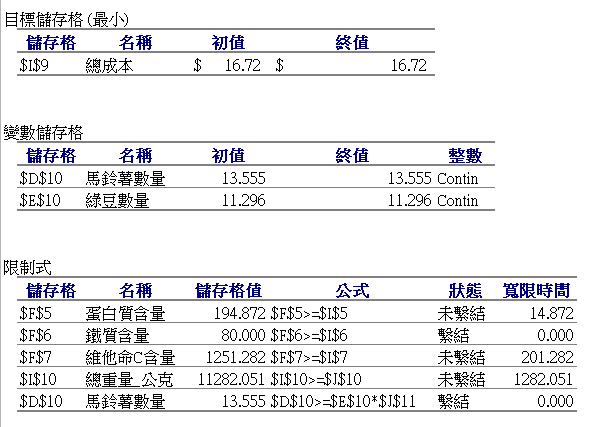 目標儲存格 (最小)
儲存格 名稱 初值 終值
$I$9 總成本 $ 16.72 $ 16.72
變數儲存格
儲存格 名稱 初值 終值 整數
$D$10 馬鈴薯數量 13.555 13.555 Contin
$E$10 綠豆數量 11.296 11.296 Contin
限制式
儲存格 名稱 儲存格值 公式 狀態 寬限時間
$F$5 蛋白質含量 194.872 $F$5>=$I$5 未繫結 14.872
$F$6 鐵質含量 80.000 $F$6>=$I$6 繫結 0.000
$F$7 維他命C含量 1251.282 $F$7>=$I$7 未繫結 201.282
$I$10 總重量_公克 11282.051 $I$10>=$J$10 未繫結 1282.051
$D$10 馬鈴薯數量 13.555 $D$10>=$E$10*$J$11 繫結 0.000